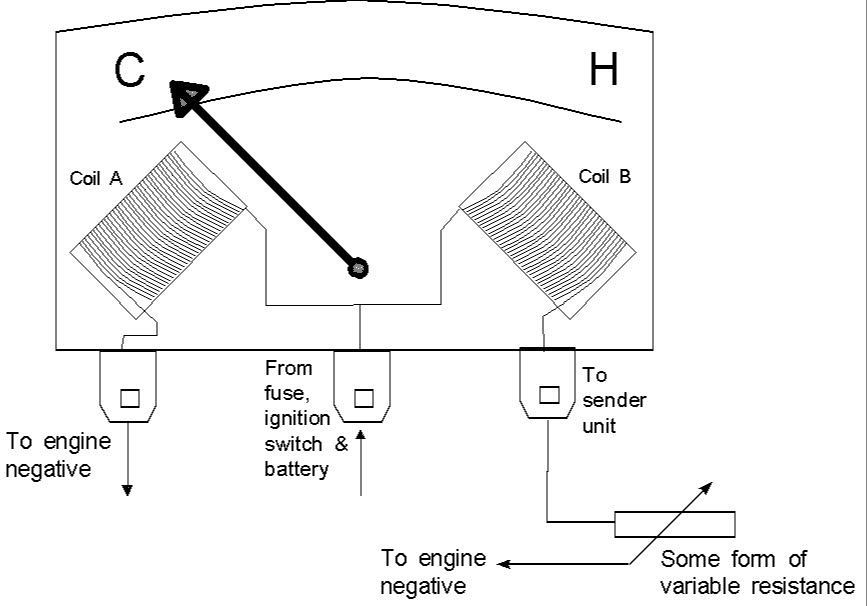 C
H
Coil A
Coil B
From
fuse,
ignition
switch &
battery
To
sender
unit
To engine
negative
To engine
negative
Some form of
variable resistance